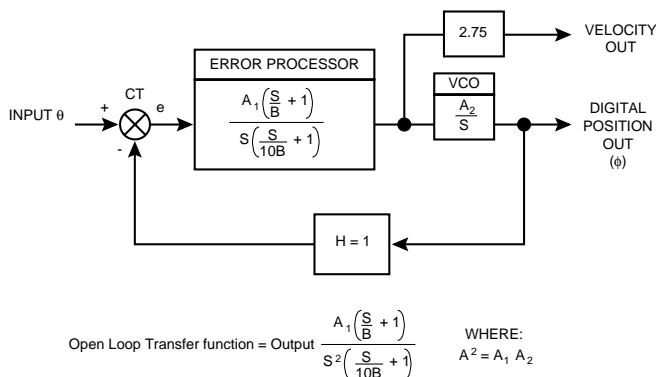 2.75
VELOCITY
OUT
ERROR PROCESSOR
VCO
CT
A₁(S/B + 1)
S(S/10B + 1)
A₂
S
INPUT θ
+
e
-
DIGITAL
POSITION
OUT
(ϕ)
H = 1
Open Loop Transfer function = Output A₁(S/B + 1) / S²(S/10B + 1)
WHERE:
A² = A₁ A₂